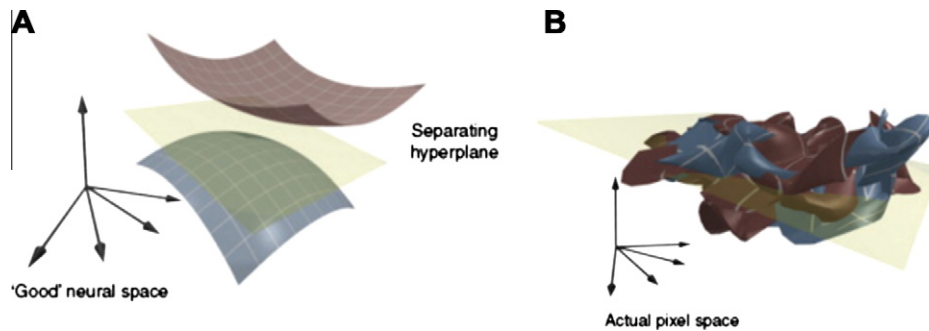 A
B
Separating
hyperplane
'Good' neural space
Actual pixel space